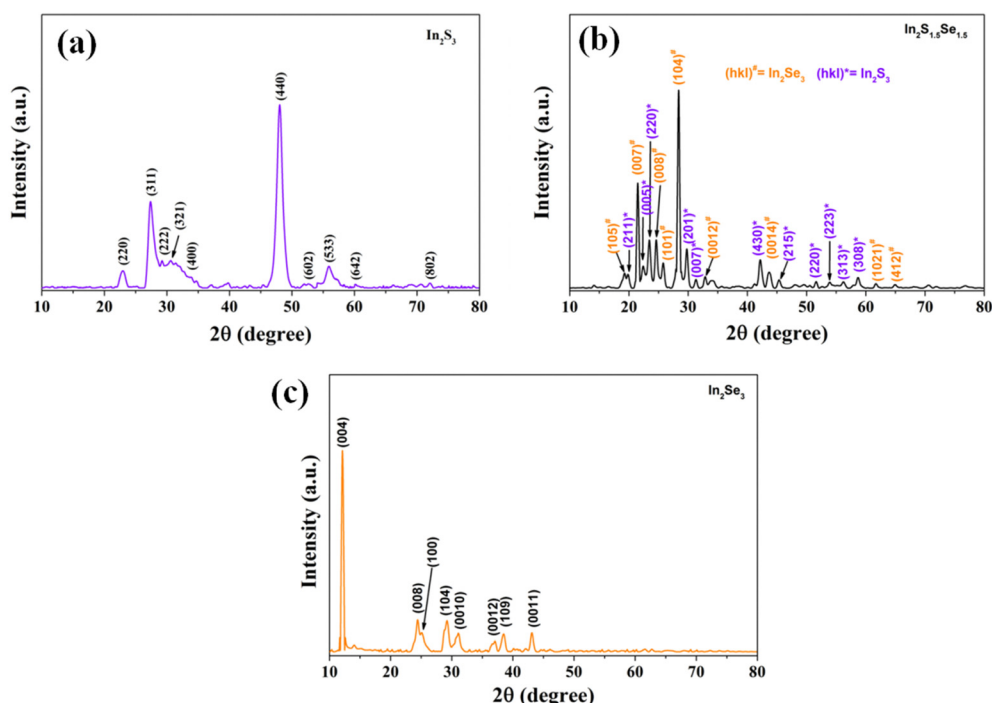 (a)
In₂S₃
Intensity (a.u.)
(220)
(311)
(222)
(321)
(400)
(440)
(602)
(533)
(642)
(802)
10 20 30 40 50 60 70 80
2θ (degree)
(b)
In₂S₁.₅Se₁.₅
(hkl)#= In₂Se₃ (hkl)*= In₂S₃
Intensity (a.u.)
(105)#
(211)*
(007)#
(005)*
(220)*
(008)#
(101)#
(104)#
(201)*
(007)*
(0012)#
(430)*
(0014)#
(215)*
(220)*
(223)*
(313)*
(308)*
(1021)#
(412)#
10 20 30 40 50 60 70 80
2θ (degree)
(c)
In₂Se₃
Intensity (a.u.)
(004)
(008)
(100)
(104)
(0010)
(0012)
(109)
(0011)
10 20 30 40 50 60 70 80
2θ (degree)